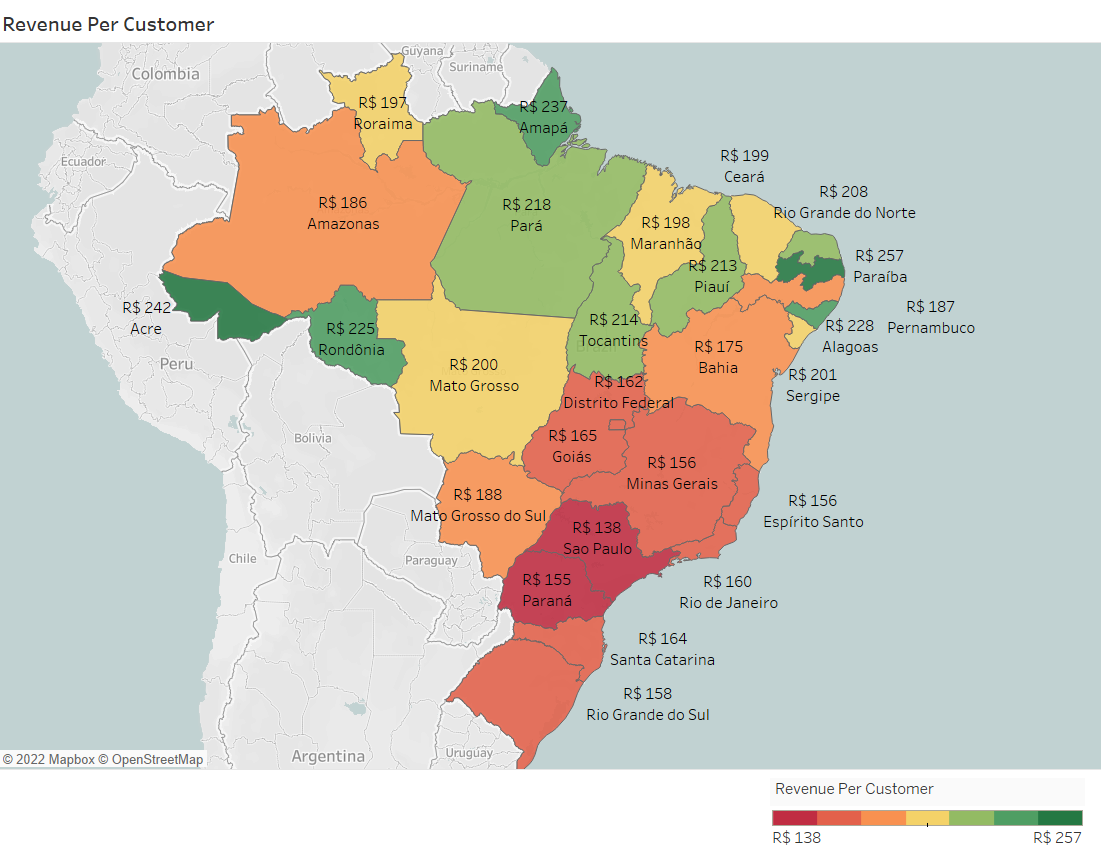 Revenue Per Customer
Guyana
Colombia
Suriname
R$ 197
Roraima
R$ 237
Amapá
Ecuador
R$ 199
Ceará
R$ 208
Rio Grande do Norte
R$ 186
Amazonas
R$ 218
Pará
R$ 198
Maranhão
R$ 213
Piauí
R$ 257
Paraíba
R$ 242
Acre
R$ 187
Pernambuco
R$ 225
Rondônia
R$ 214
Tocantins
R$ 228
Alagoas
Peru
R$ 200
Mato Grosso
R$ 175
Bahia
R$ 201
Sergipe
R$ 162
Distrito Federal
Bolivia
R$ 165
Goiás
R$ 156
Minas Gerais
R$ 188
Mato Grosso do Sul
R$ 156
Espírito Santo
R$ 138
Sao Paulo
Chile
Paraguay
R$ 155
Paraná
R$ 160
Rio de Janeiro
R$ 164
Santa Catarina
R$ 158
Rio Grande do Sul
Argentina
Uruguay
© 2022 Mapbox © OpenStreetMap
Revenue Per Customer
R$ 138
R$ 257